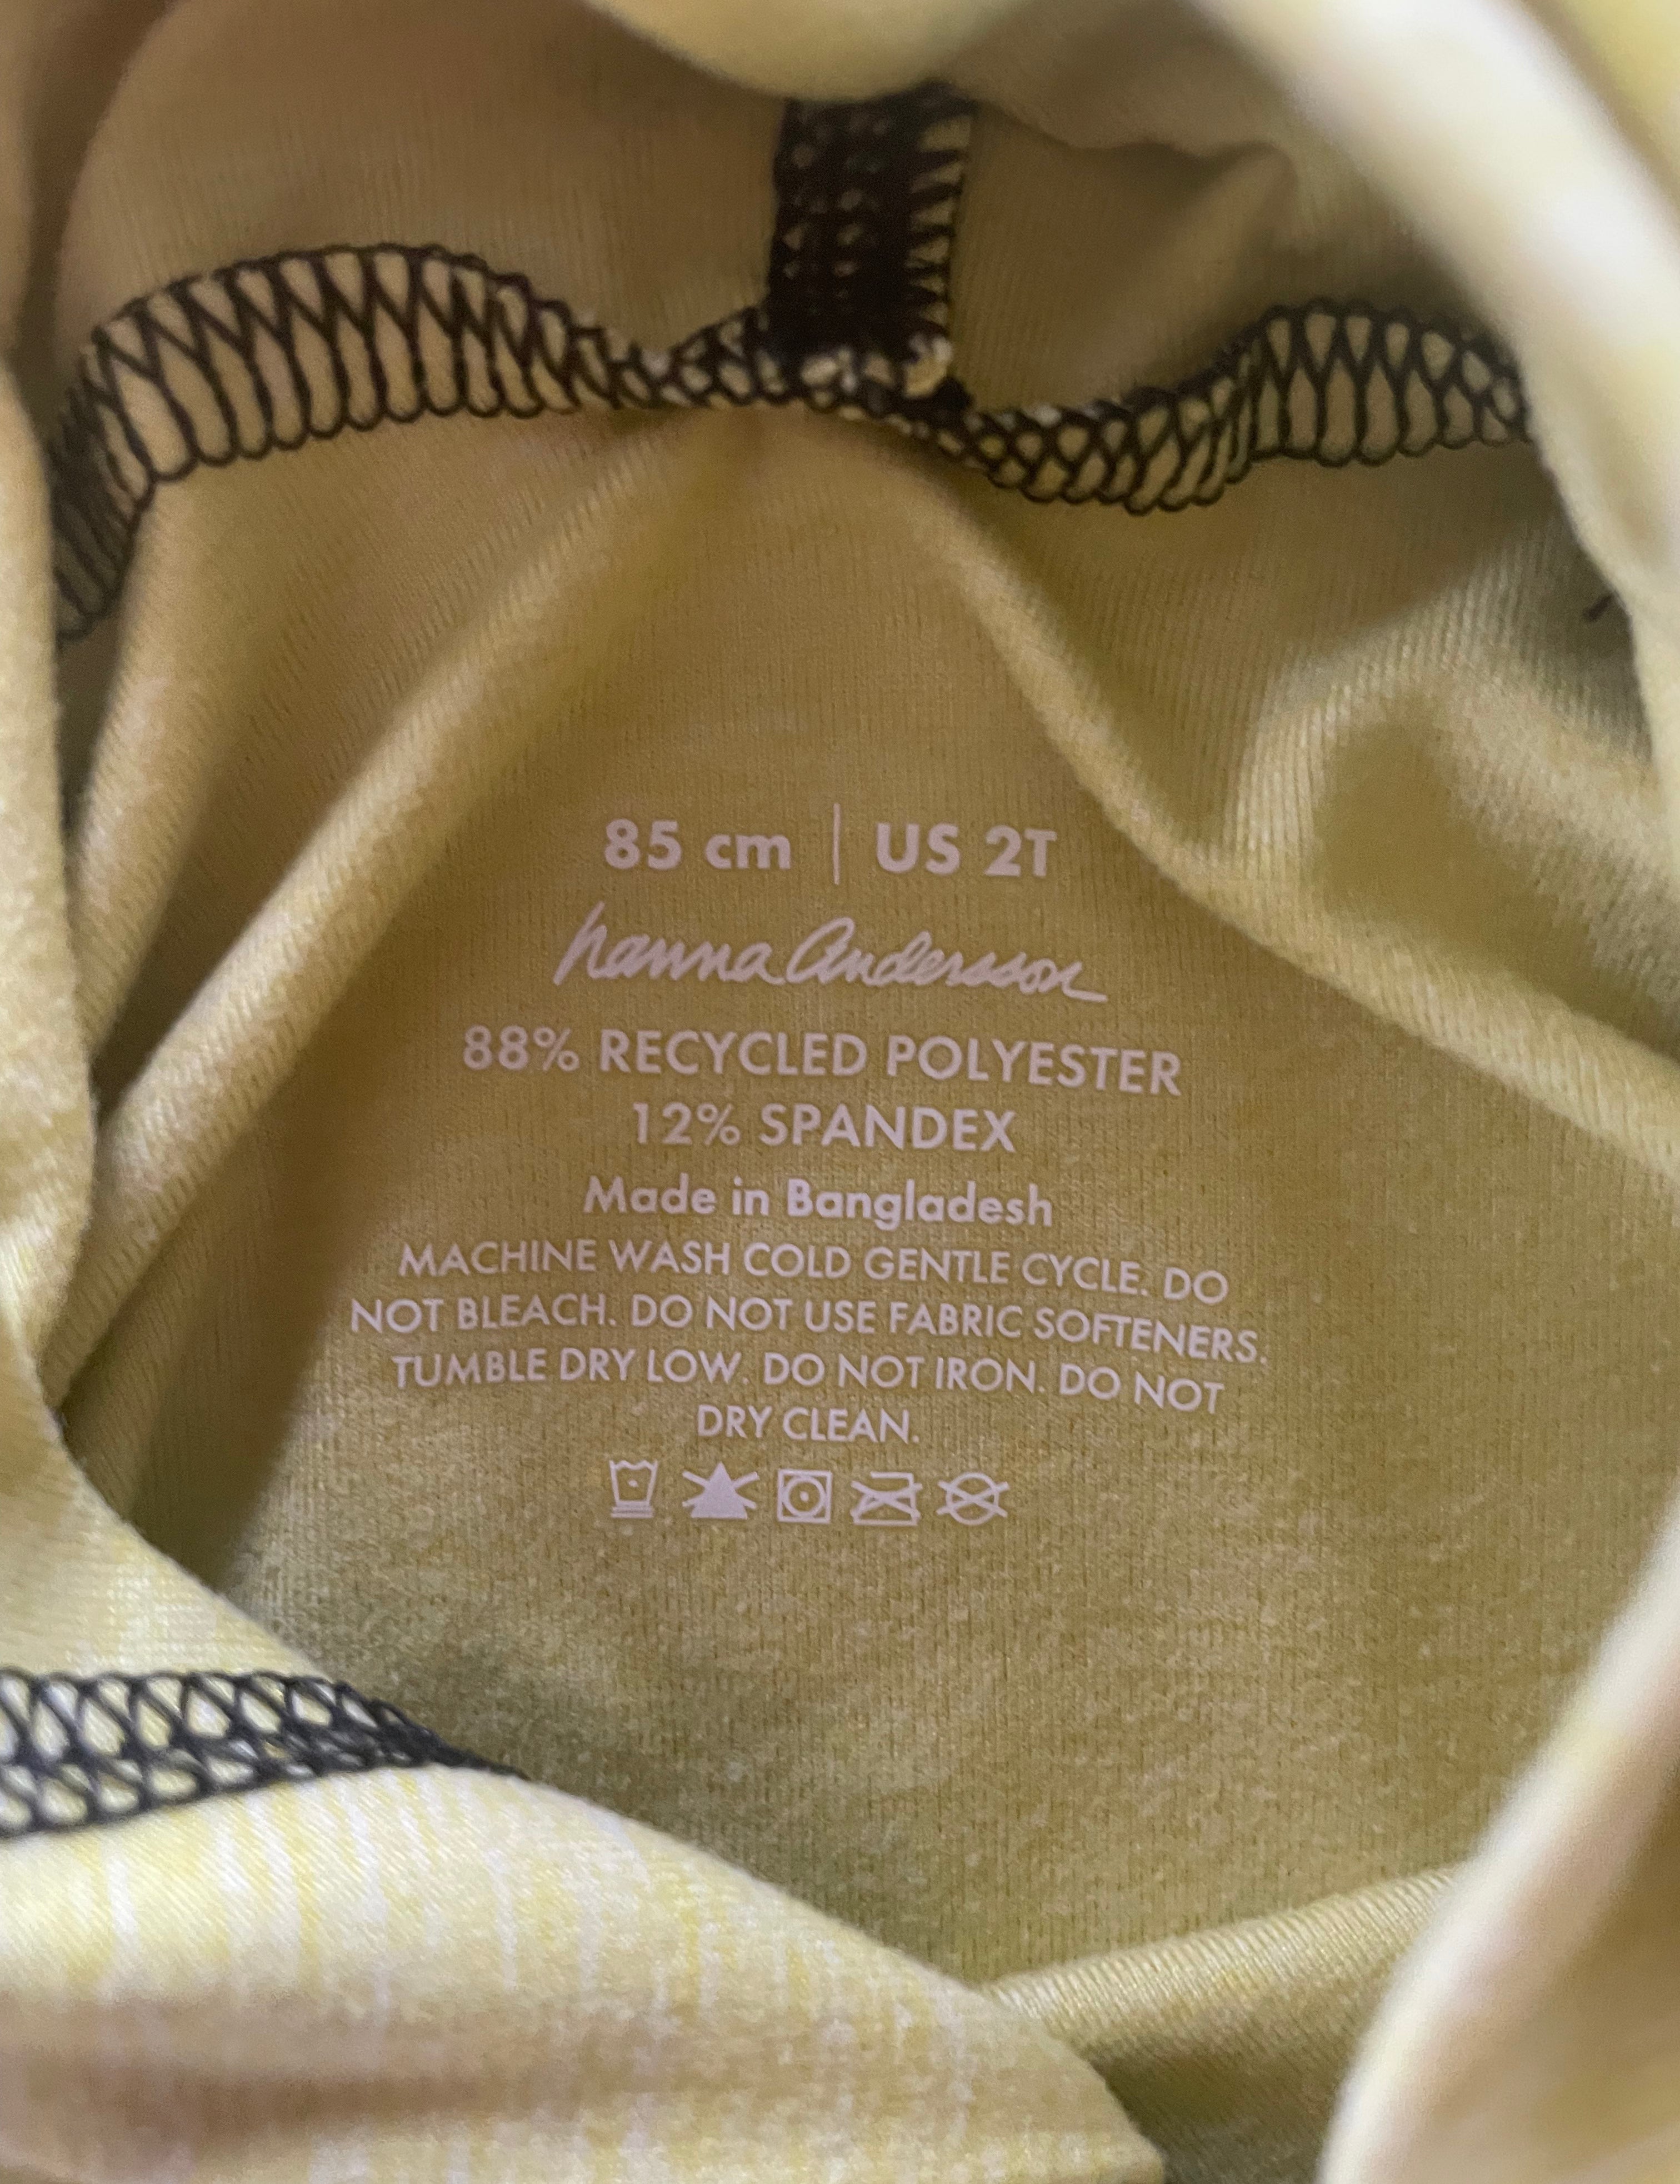 85 cm | US 2T
hanna Andersson
88% RECYCLED POLYESTER
12% SPANDEX
Made in Bangladesh
MACHINE WASH COLD GENTLE CYCLE. DO
NOT BLEACH. DO NOT USE FABRIC SOFTENERS.
TUMBLE DRY LOW. DO NOT IRON. DO NOT
DRY CLEAN.